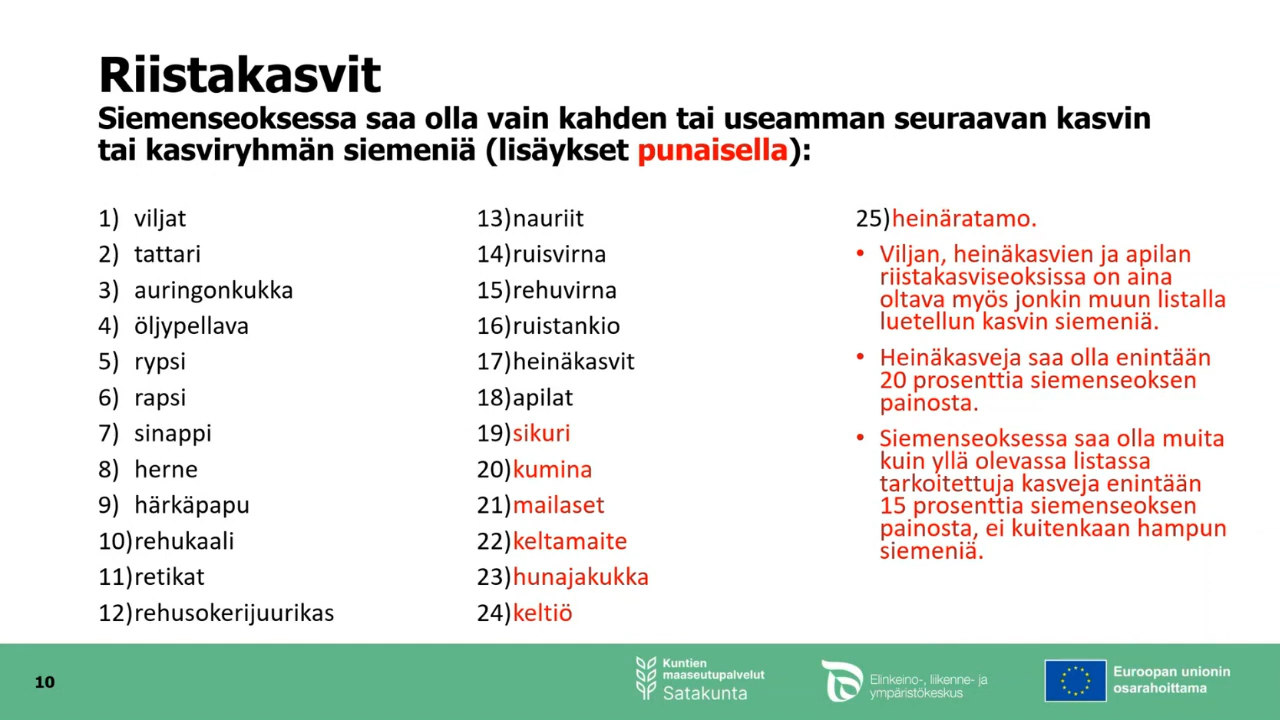 Riistakasvit
Siemenseoksessa saa olla vain kahden tai useamman seuraavan kasvin
tai kasviryhmän siemeniä (lisäykset punaisella):
1) viljat
2) tattari
3) auringonkukka
4) öljypellava
5) rypsi
6) rapsi
7) sinappi
8) herne
9) härkäpapu
10)rehukaali
11)retikat
12)rehusokerijuurikas
13)nauriit
14)ruisvirna
15)rehuvirna
16)ruistankio
17)heinäkasvit
18)apilat
19)sikuri
20)kumina
21)mailaset
22)keltamaite
23)hunajakukka
24)keltiö
25)heinäratamo.
• Viljan, heinäkasvien ja apilan
riistakasviseoksissa on aina
oltava myös jonkin muun listalla
luetellun kasvin siemeniä.
• Heinäkasveja saa olla enintään
20 prosenttia siemenseoksen
painosta.
• Siemenseoksessa saa olla muita
kuin yllä olevassa listassa
tarkoitettuja kasveja enintään
15 prosenttia siemenseoksen
painosta, ei kuitenkaan hampun
siemeniä.
10
Kuntien
maaseutupalvelut
Satakunta
Elinkeino-, liikenne- ja
ympäristökeskus
Euroopan unionin
osarahoittama